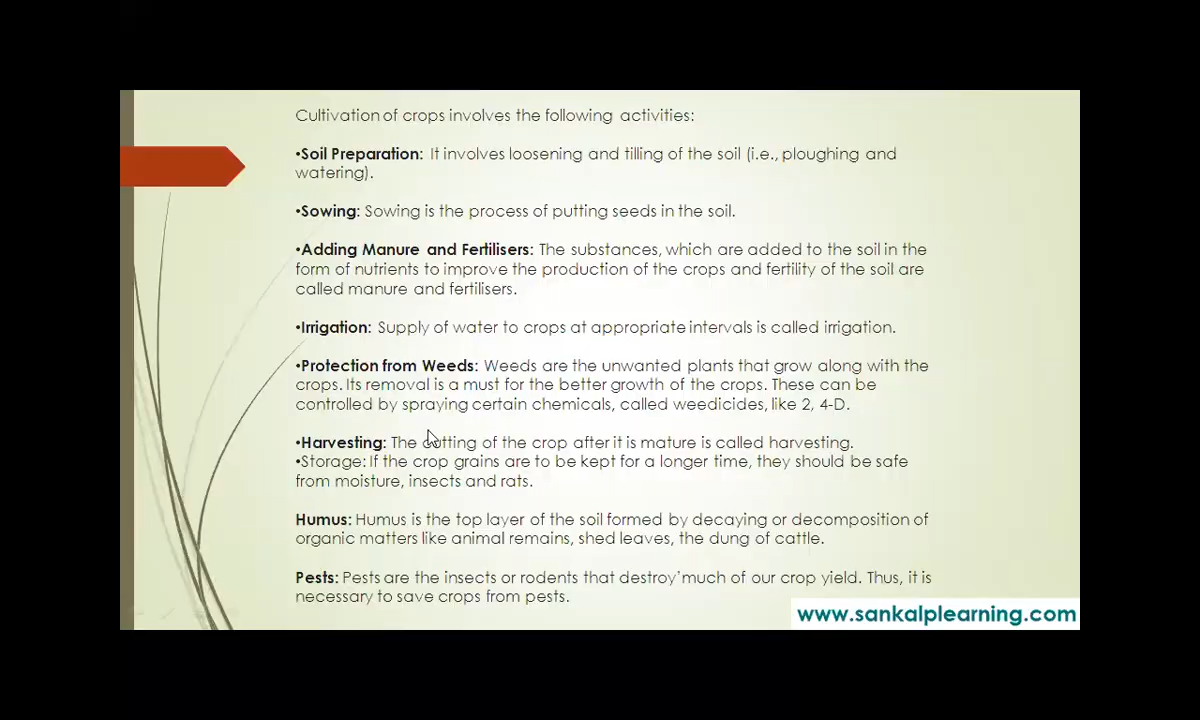 Cultivation of crops involves the following activities:
•Soil Preparation: It involves loosening and tilling of the soil (i.e., ploughing and
watering).
•Sowing: Sowing is the process of putting seeds in the soil.
•Adding Manure and Fertilisers: The substances, which are added to the soil in the
form of nutrients to improve the production of the crops and fertility of the soil are
called manure and fertilisers.
•Irrigation: Supply of water to crops at appropriate intervals is called irrigation.
•Protection from Weeds: Weeds are the unwanted plants that grow along with the
crops. Its removal is a must for the better growth of the crops. These can be
controlled by spraying certain chemicals, called weedicides, like 2, 4-D.
•Harvesting: The cutting of the crop after it is mature is called harvesting.
•Storage: If the crop grains are to be kept for a longer time, they should be safe
from moisture, insects and rats.
Humus: Humus is the top layer of the soil formed by decaying or decomposition of
organic matters like animal remains, shed leaves, the dung of cattle.
Pests: Pests are the insects or rodents that destroy’much of our crop yield. Thus, it is
necessary to save crops from pests.
www.sankalplearning.com